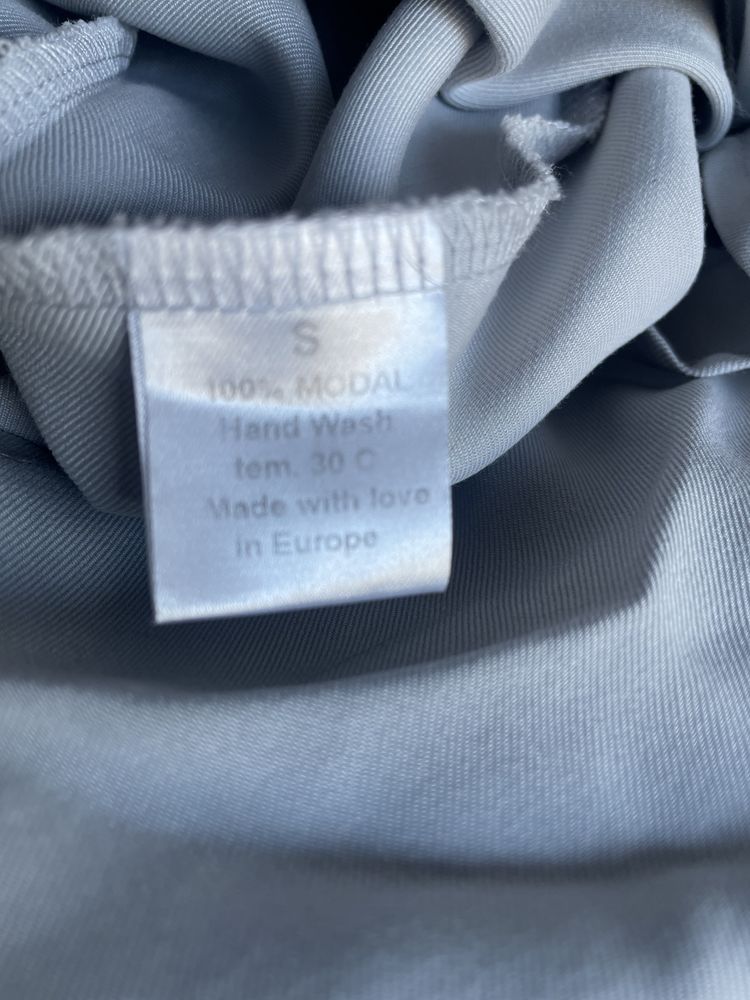 S
100% MODAL
Hand Wash
tem. 30 C
Made with love
in Europe